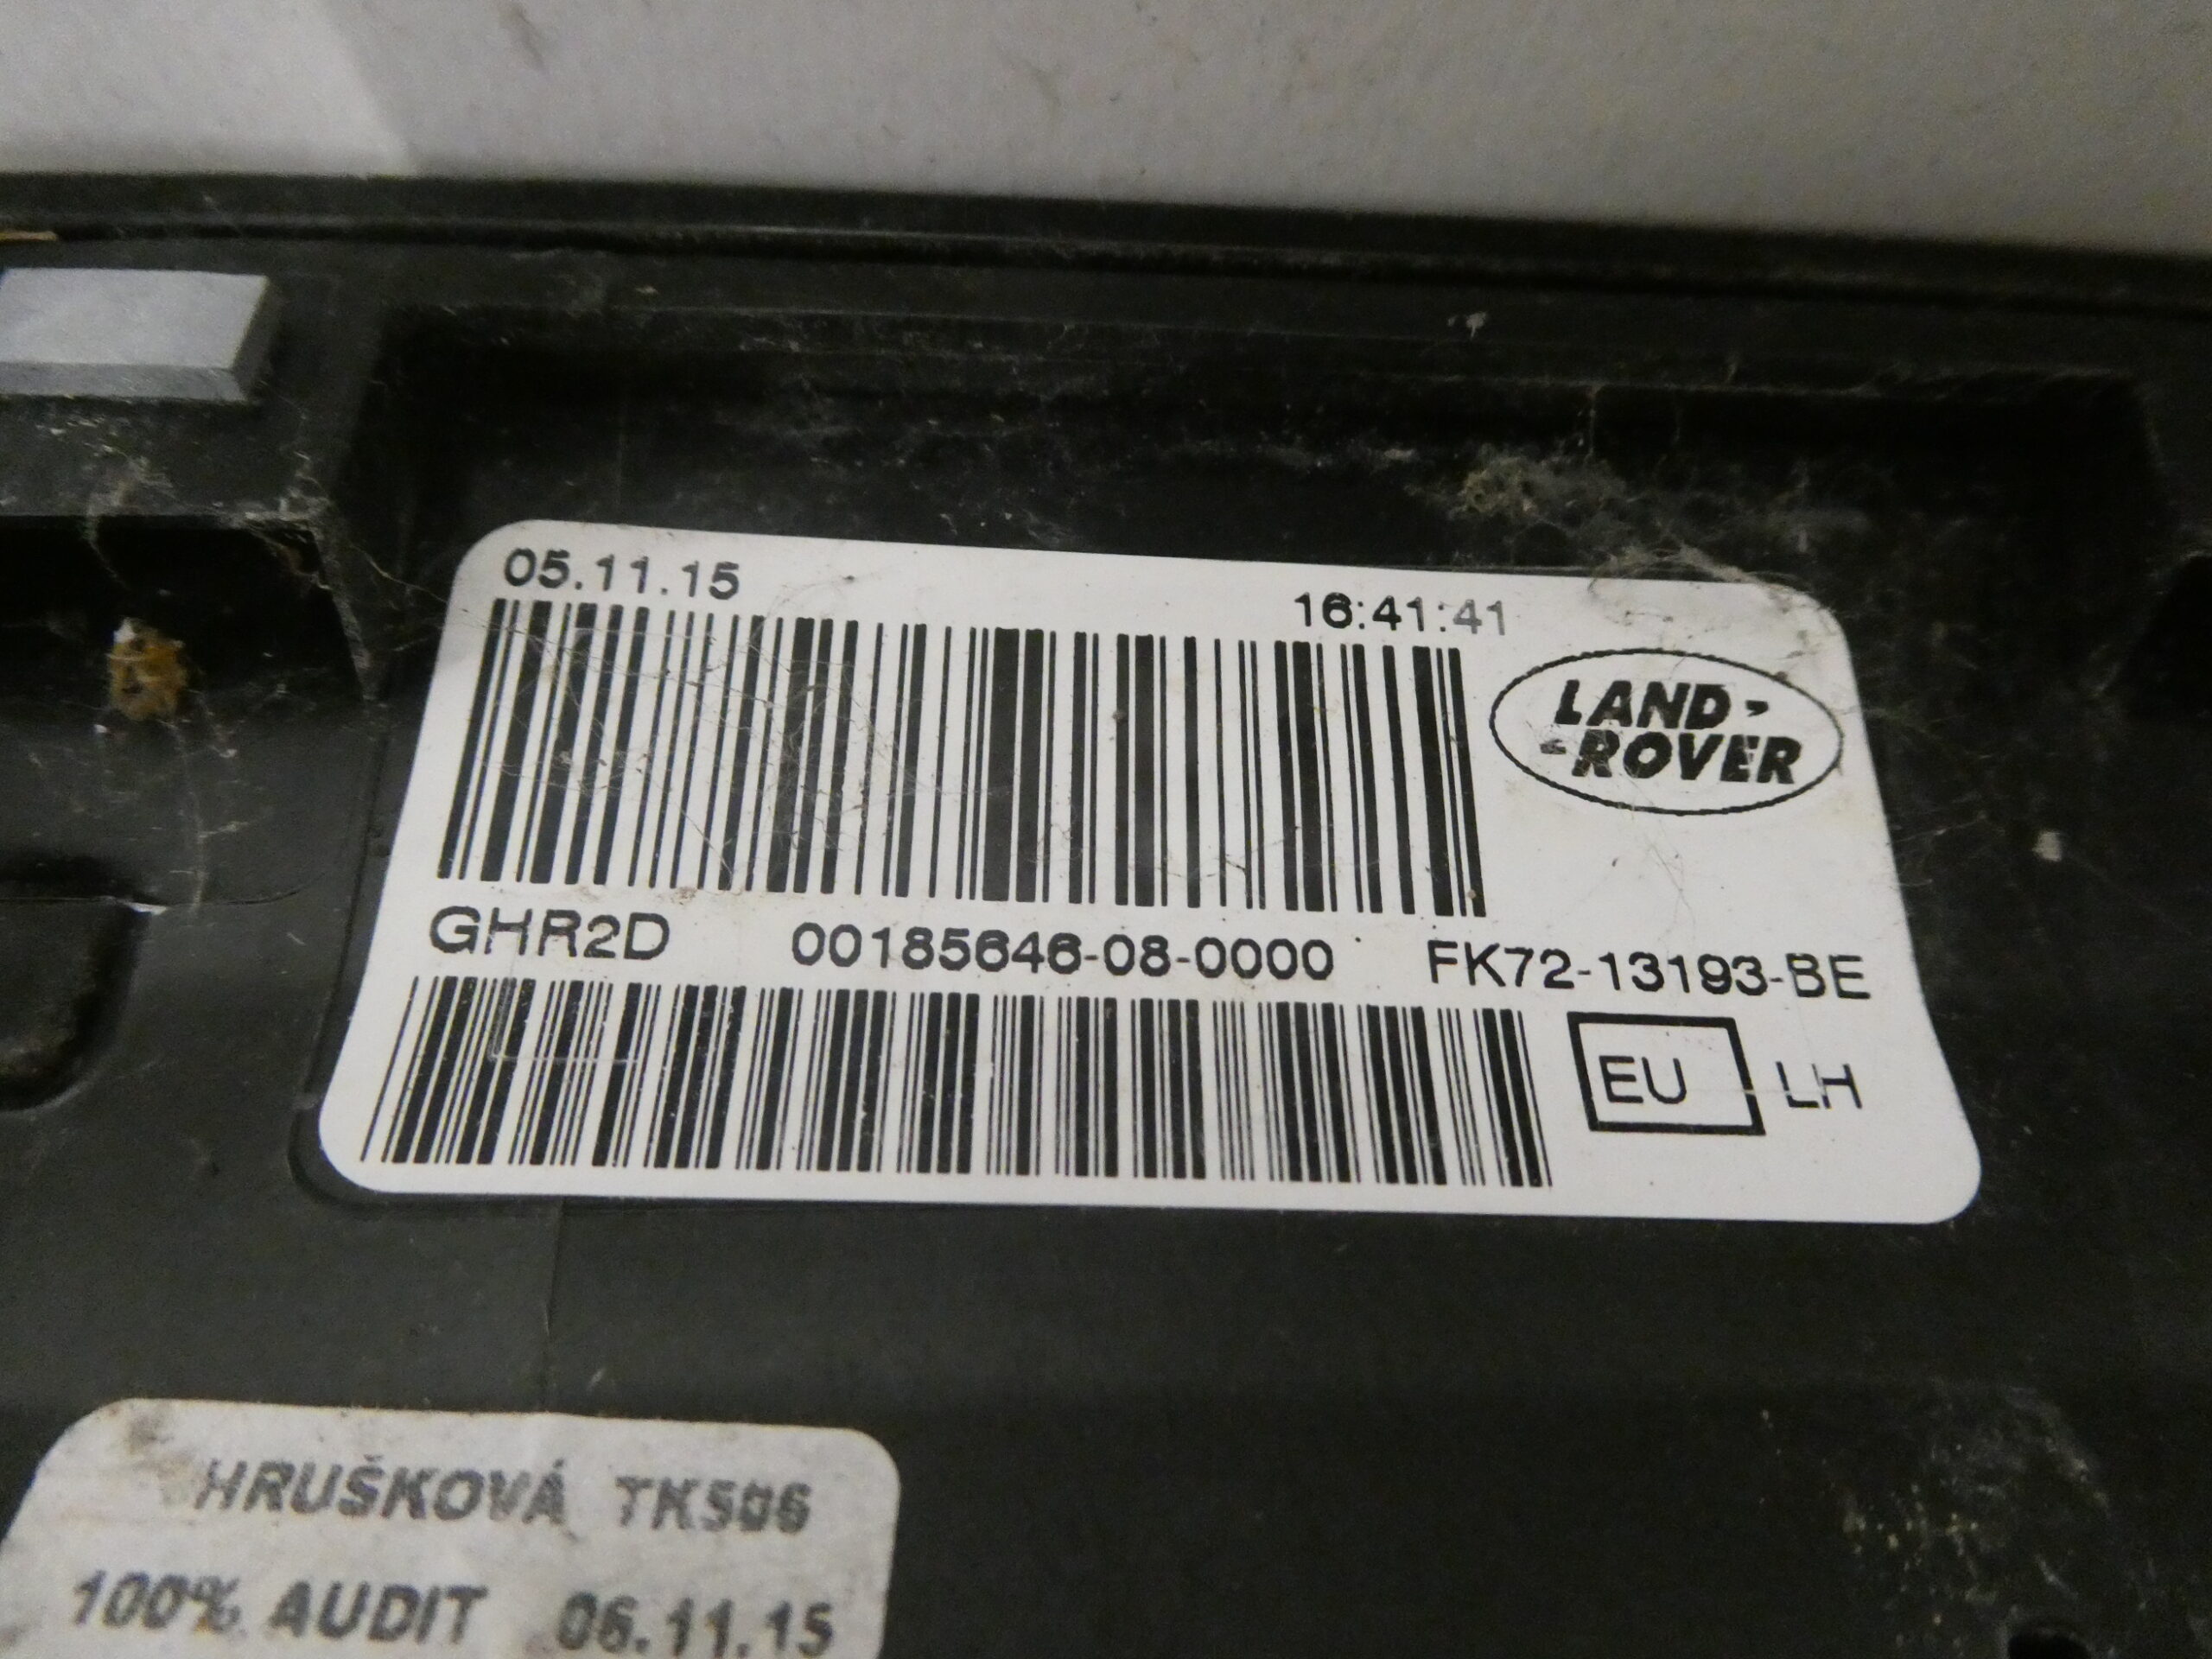 05.11.15 16:41:41
LAND-
-ROVER
GHR2D 00185646-08-0000 FK72-13193-BE
EU LH
HRUŠKOVÁ TK506
100% AUDIT 06.11.15